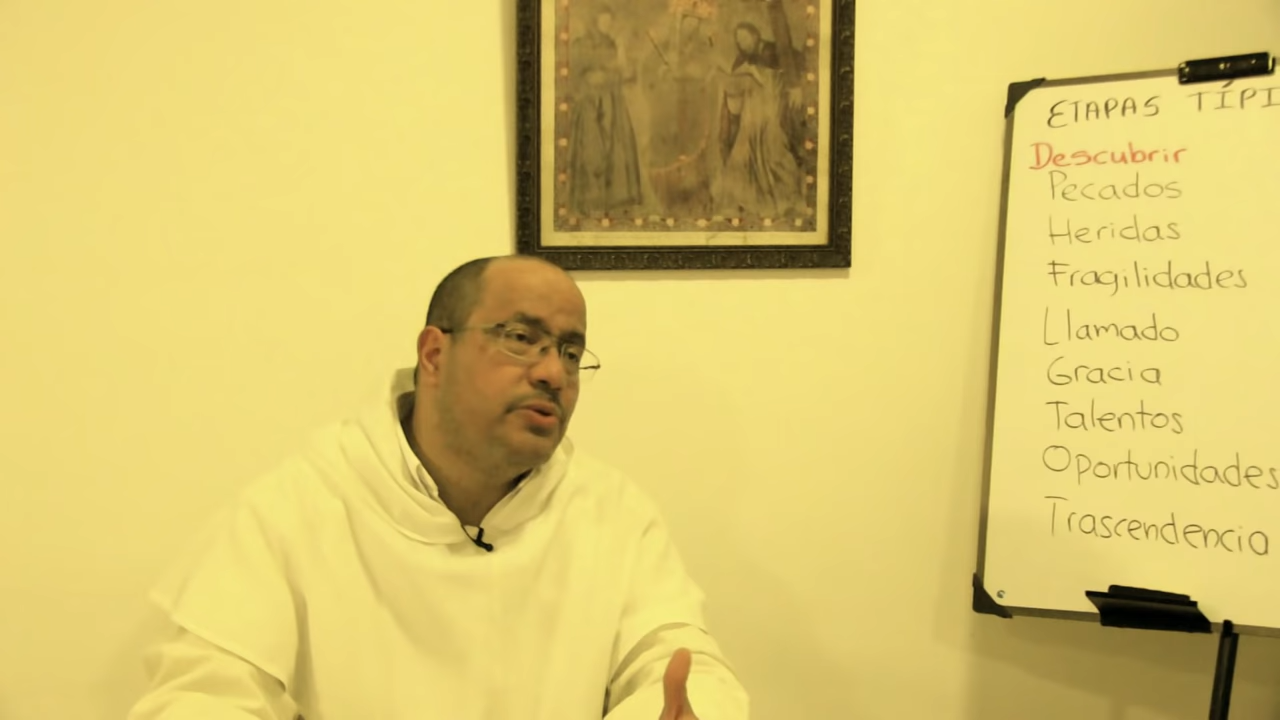 ETAPAS TÍPI
Descubrir
Pecados
Heridas
Fragilidades
Llamado
Gracia
Talentos
Oportunidades
Trascendencia